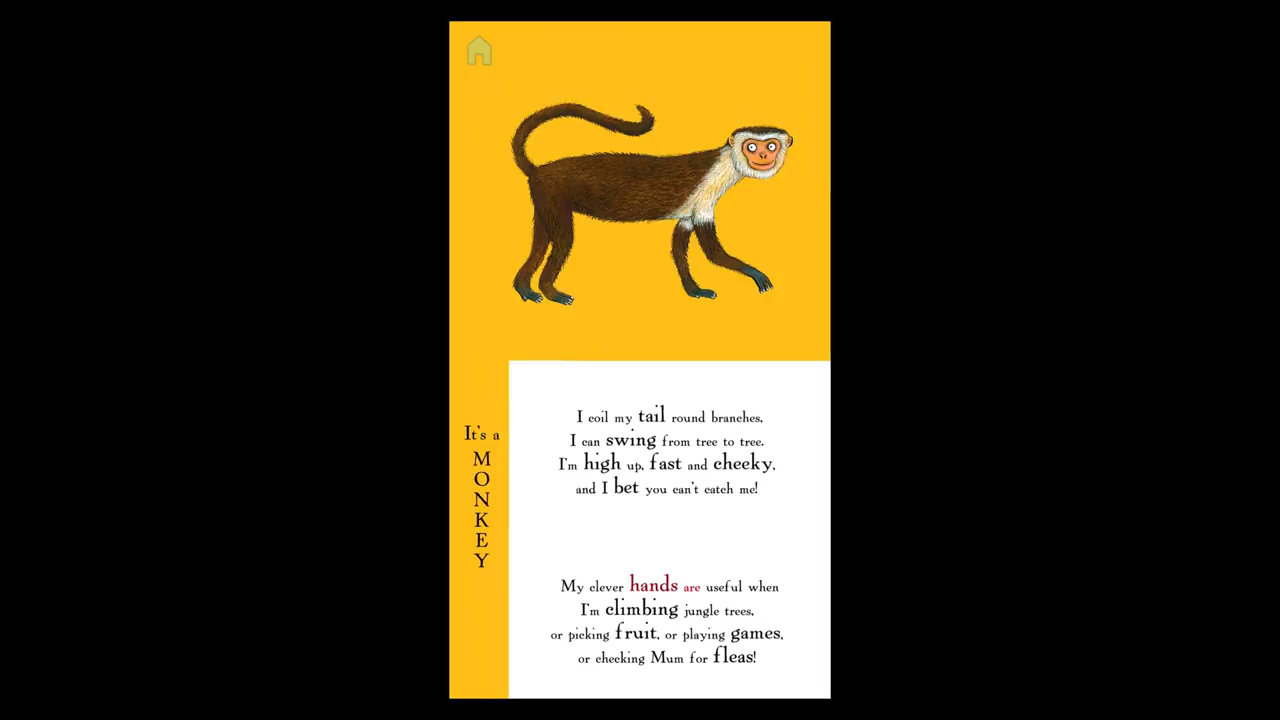 It's a
MONKEY
I coil my tail round branches,
I can swing from tree to tree.
I'm high up, fast and cheeky,
and I bet you can't catch me!
My clever hands are useful when
I'm climbing jungle trees,
or picking fruit, or playing games,
or checking Mum for fleas!